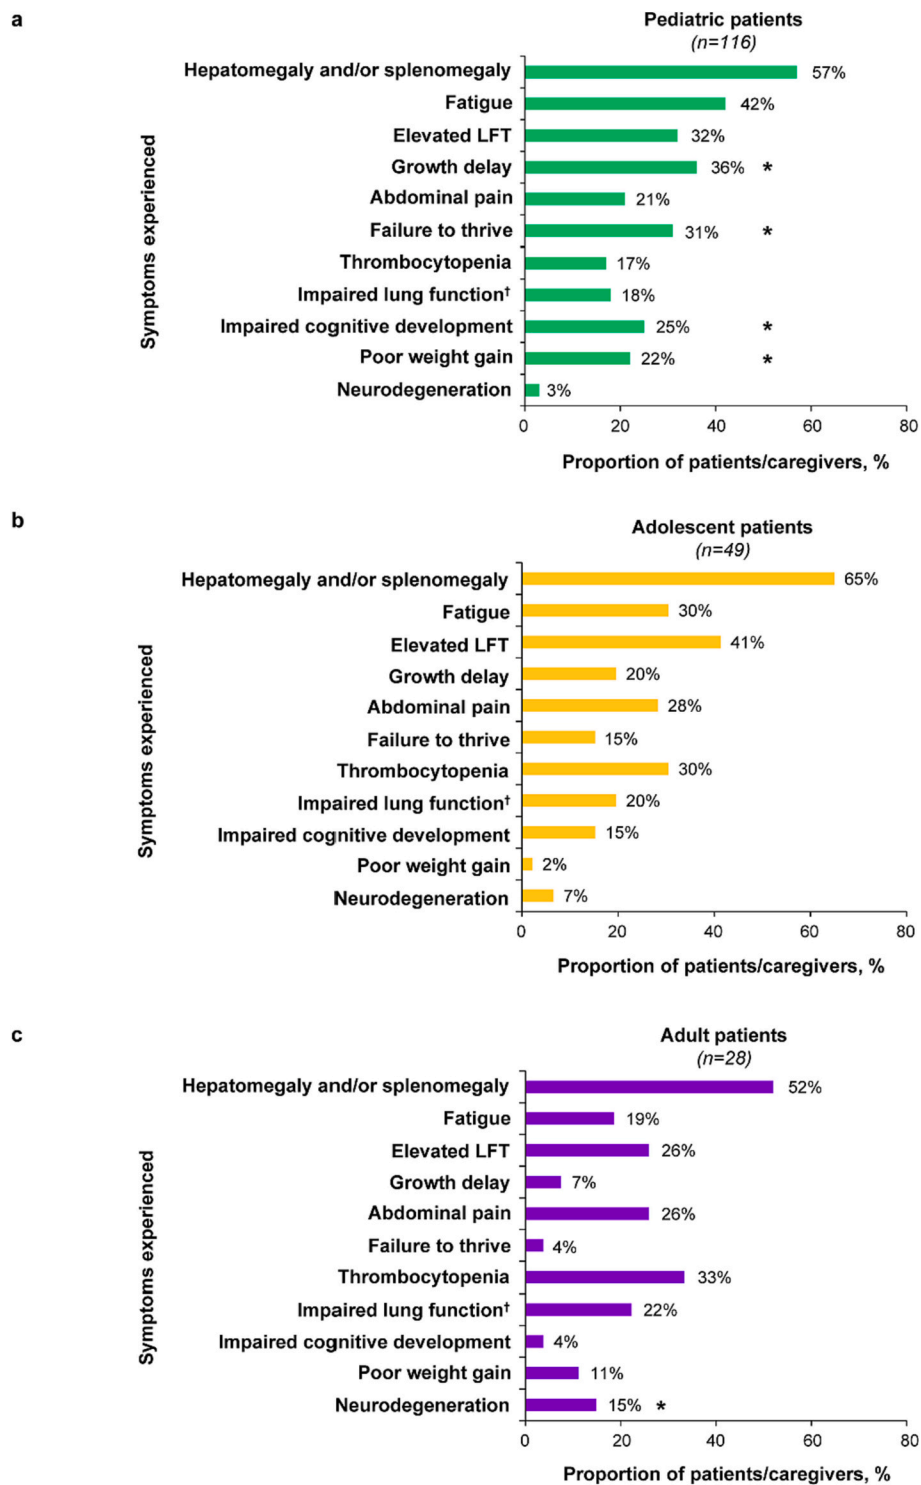 a
Pediatric patients
(n=116)
Symptoms experienced
Hepatomegaly and/or splenomegaly 57%
Fatigue 42%
Elevated LFT 32%
Growth delay 36% *
Abdominal pain 21%
Failure to thrive 31% *
Thrombocytopenia 17%
Impaired lung function† 18%
Impaired cognitive development 25% *
Poor weight gain 22% *
Neurodegeneration 3%
0 20 40 60 80
Proportion of patients/caregivers, %
b
Adolescent patients
(n=49)
Symptoms experienced
Hepatomegaly and/or splenomegaly 65%
Fatigue 30%
Elevated LFT 41%
Growth delay 20%
Abdominal pain 28%
Failure to thrive 15%
Thrombocytopenia 30%
Impaired lung function† 20%
Impaired cognitive development 15%
Poor weight gain 2%
Neurodegeneration 7%
0 20 40 60 80
Proportion of patients/caregivers, %
c
Adult patients
(n=28)
Symptoms experienced
Hepatomegaly and/or splenomegaly 52%
Fatigue 19%
Elevated LFT 26%
Growth delay 7%
Abdominal pain 26%
Failure to thrive 4%
Thrombocytopenia 33%
Impaired lung function† 22%
Impaired cognitive development 4%
Poor weight gain 11%
Neurodegeneration 15% *
0 20 40 60 80
Proportion of patients/caregivers, %